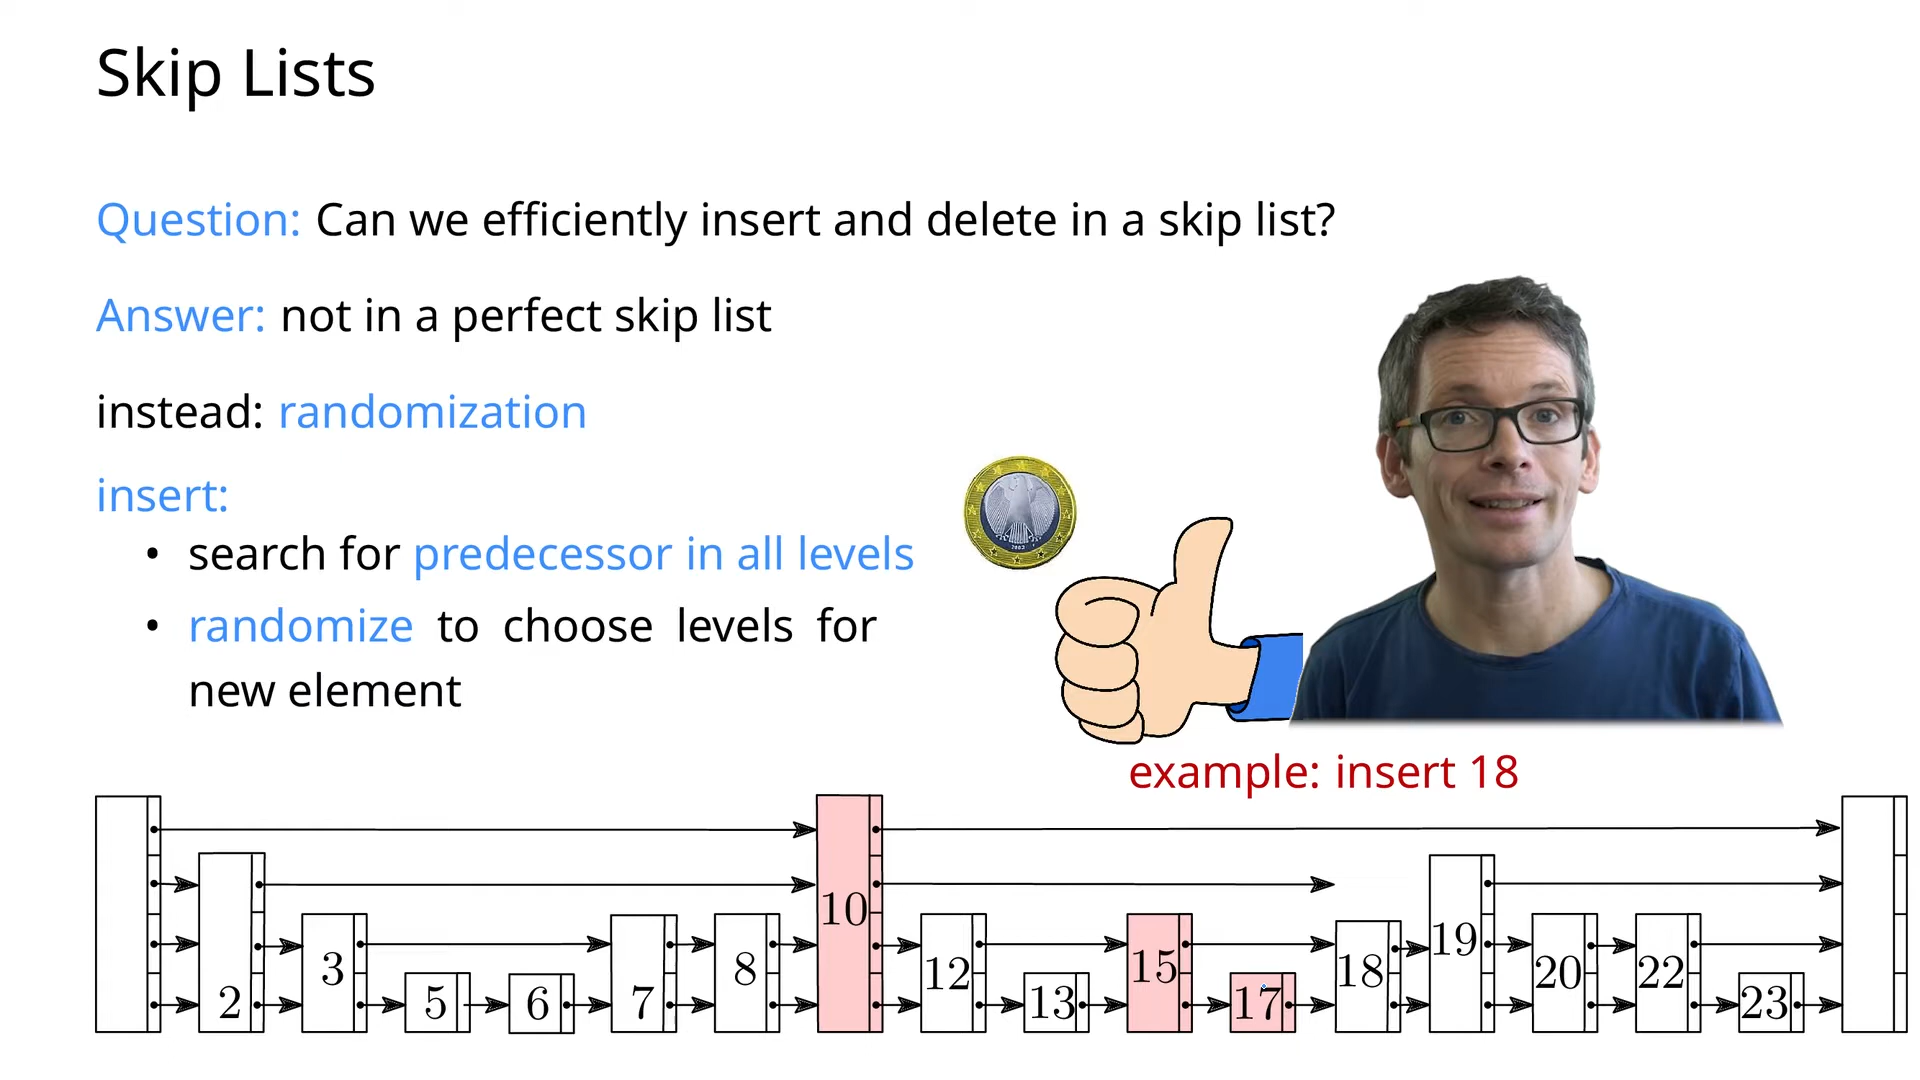 Skip Lists
Question: Can we efficiently insert and delete in a skip list?
Answer: not in a perfect skip list
instead: randomization
insert:
• search for predecessor in all levels
• randomize to choose levels for
new element
example: insert 18
2 3 5 6 7 8 10 12 13 15 17 18 19 20 22 23